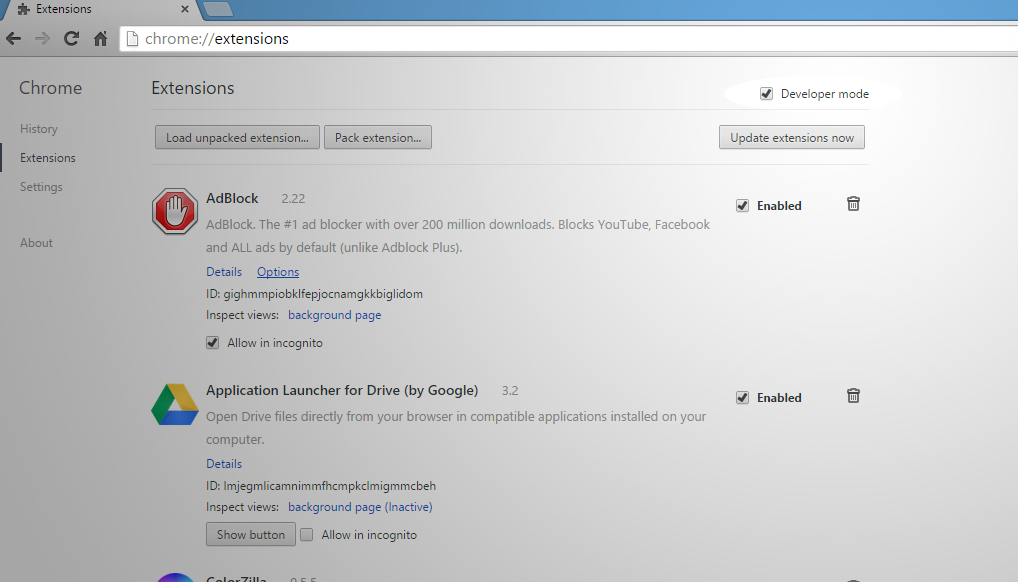 Extensions
chrome://extensions
Chrome
History
Extensions
Settings
About
Extensions
Developer mode
Load unpacked extension...
Pack extension...
Update extensions now
AdBlock 2.22
Enabled
AdBlock. The #1 ad blocker with over 200 million downloads. Blocks YouTube, Facebook
and ALL ads by default (unlike Adblock Plus).
Details Options
ID: gighmmpiobklfepjocnamgkkbiglidom
Inspect views: background page
Allow in incognito
Application Launcher for Drive (by Google) 3.2
Enabled
Open Drive files directly from your browser in compatible applications installed on your
computer.
Details
ID: lmjegmlicamnimmfhcmpkclmigmmcbeh
Inspect views: background page (Inactive)
Show button Allow in incognito
ColorZilla 0.5.5